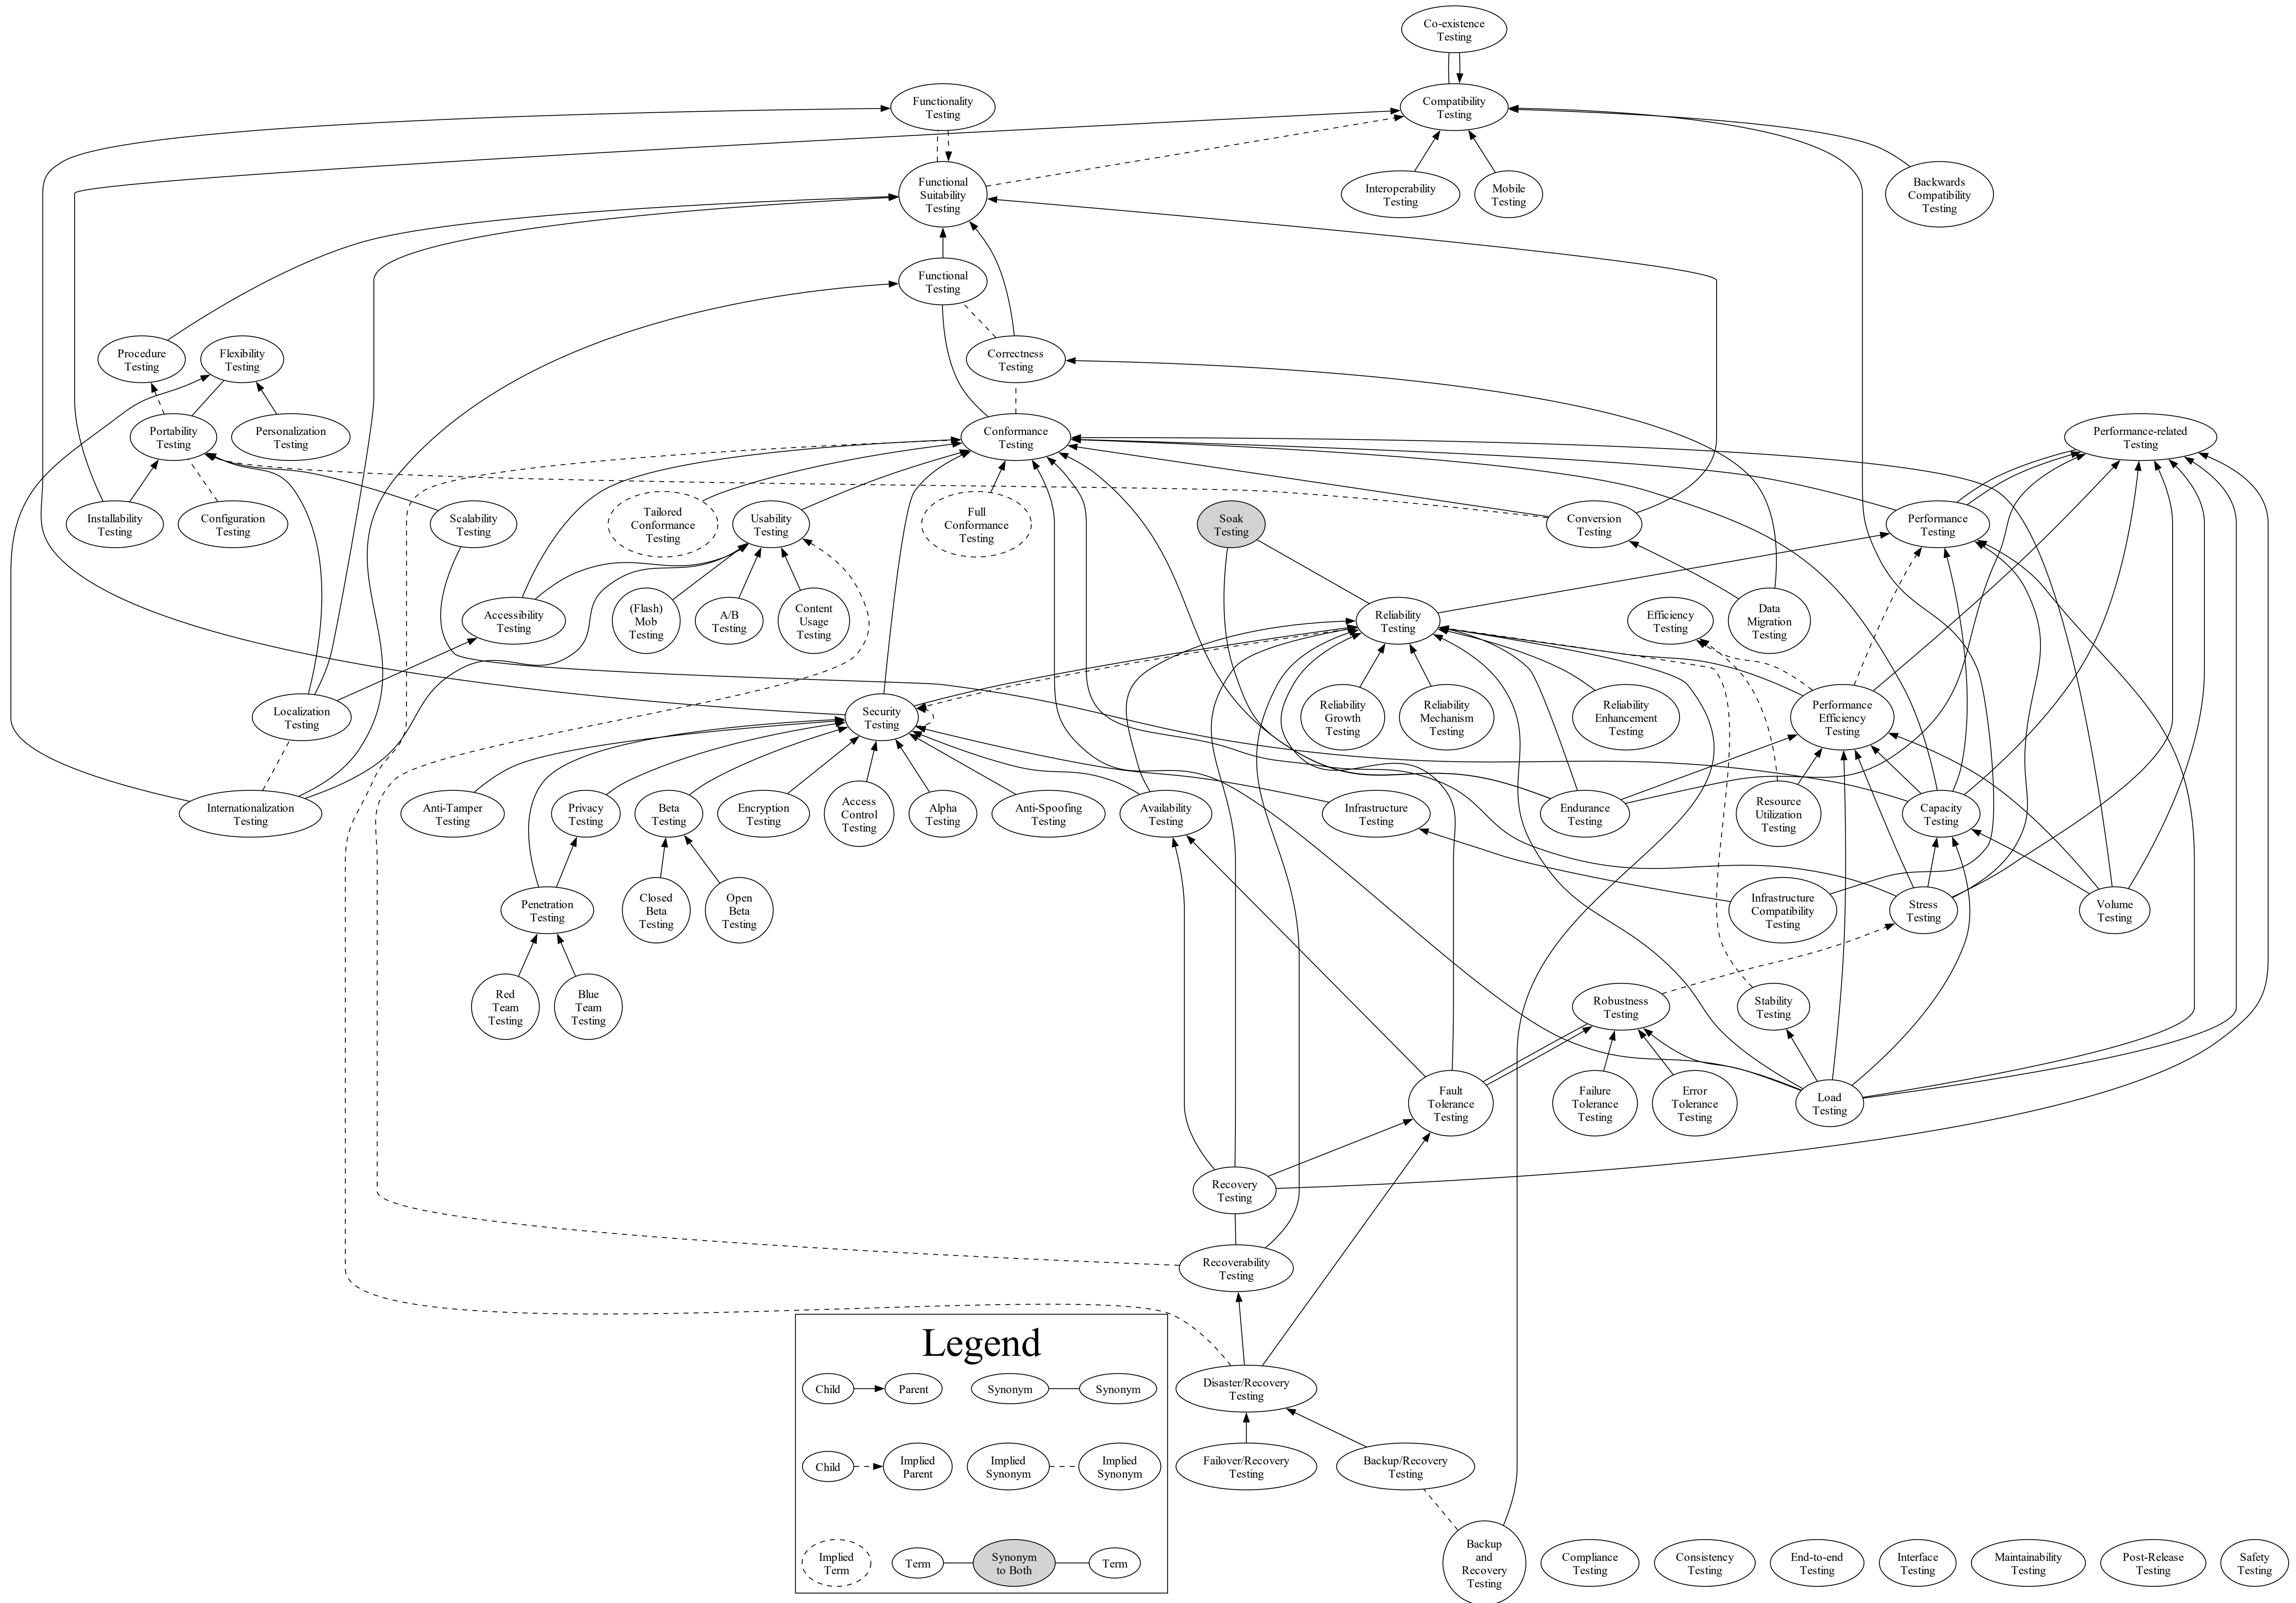 Co-existence
Testing
Functionality
Testing
Compatibility
Testing
Functional
Suitability
Testing
Interoperability
Testing
Mobile
Testing
Backwards
Compatibility
Testing
Functional
Testing
Procedure
Testing
Flexibility
Testing
Correctness
Testing
Portability
Testing
Personalization
Testing
Conformance
Testing
Performance-related
Testing
Installability
Testing
Configuration
Testing
Scalability
Testing
Tailored
Conformance
Testing
Usability
Testing
Full
Conformance
Testing
Soak
Testing
Conversion
Testing
Performance
Testing
Accessibility
Testing
(Flash)
Mob
Testing
A/B
Testing
Content
Usage
Testing
Reliability
Testing
Efficiency
Testing
Data
Migration
Testing
Localization
Testing
Security
Testing
Reliability
Growth
Testing
Reliability
Mechanism
Testing
Reliability
Enhancement
Testing
Performance
Efficiency
Testing
Internationalization
Testing
Anti-Tamper
Testing
Privacy
Testing
Beta
Testing
Encryption
Testing
Access
Control
Testing
Alpha
Testing
Anti-Spoofing
Testing
Availability
Testing
Infrastructure
Testing
Endurance
Testing
Resource
Utilization
Testing
Capacity
Testing
Penetration
Testing
Closed
Beta
Testing
Open
Beta
Testing
Infrastructure
Compatibility
Testing
Stress
Testing
Volume
Testing
Red
Team
Testing
Blue
Team
Testing
Robustness
Testing
Stability
Testing
Fault
Tolerance
Testing
Failure
Tolerance
Testing
Error
Tolerance
Testing
Load
Testing
Recovery
Testing
Recoverability
Testing
Legend
Child
Parent
Synonym
Synonym
Disaster/Recovery
Testing
Child
Implied
Parent
Implied
Synonym
Implied
Synonym
Failover/Recovery
Testing
Backup/Recovery
Testing
Implied
Term
Term
Synonym
to Both
Term
Backup
and
Recovery
Testing
Compliance
Testing
Consistency
Testing
End-to-end
Testing
Interface
Testing
Maintainability
Testing
Post-Release
Testing
Safety
Testing